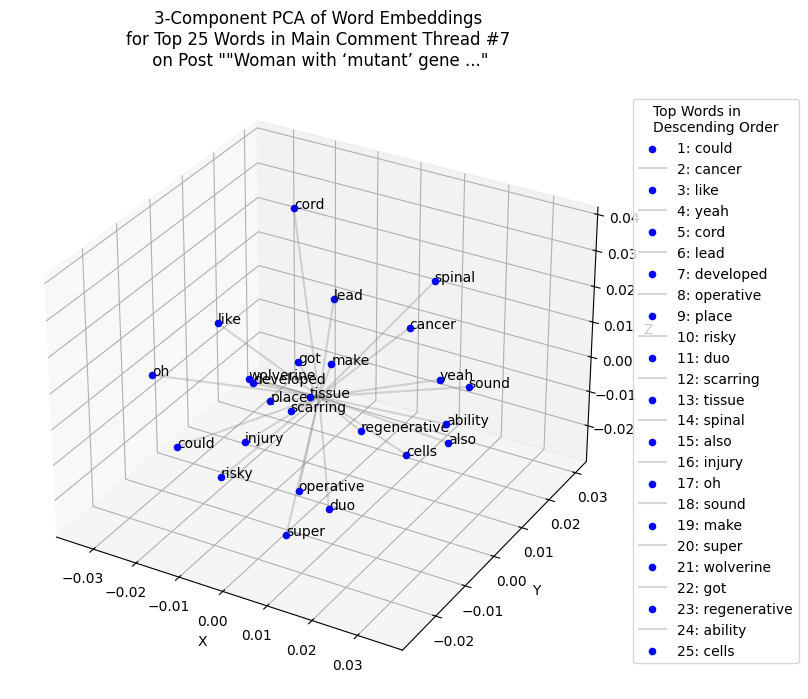 3-Component PCA of Word Embeddings
for Top 25 Words in Main Comment Thread #7
on Post ""Woman with ‘mutant’ gene ..."
Top Words in
Descending Order
1: could
2: cancer
3: like
4: yeah
5: cord
6: lead
7: developed
8: operative
9: place
10: risky
11: duo
12: scarring
13: tissue
14: spinal
15: also
16: injury
17: oh
18: sound
19: make
20: super
21: wolverine
22: got
23: regenerative
24: ability
25: cells
cord
spinal
lead
like
cancer
got
make
oh
wolverine
developed
yeah
sound
tissue
place
scarring
ability
regenerative
also
could
injury
cells
risky
operative
duo
super
0.04
0.03
0.02
0.01
0.00
−0.01
−0.02
Z
−0.03
−0.02
−0.01
0.00
0.01
0.02
0.03
X
−0.02
−0.01
0.00
0.01
0.02
0.03
Y